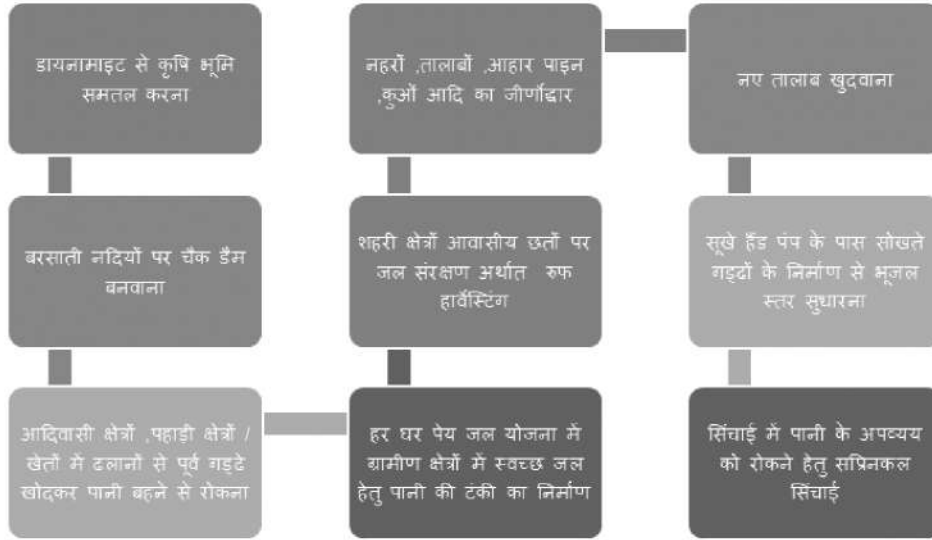 डायनामाइट से कृषि भूमि
समतल करना
बरसाती नदियों पर चैक डैम
बनवाना
आदिवासी क्षेत्रों ,पहाड़ी क्षेत्रों /
खेतों में ढलानों से पूर्व गड्ढे
खोदकर पानी बहने से रोकना
हर घर पेय जल योजना में
ग्रामीण क्षेत्रों में स्वच्छ जल
हेतु पानी की टंकी का निर्माण
शहरी क्षेत्रों आवासीय छतों पर
जल संरक्षण अर्थात रुफ
हार्वेस्टिंग
नहरों ,तालाबों ,आहार पाइन
,कुओं आदि का जीर्णोद्धार
नए तालाब खुदवाना
सूखे हैंड पंप के पास सोखते
गड्ढों के निर्माण से भूजल
स्तर सुधारना
सिंचाई में पानी के अपव्यय
को रोकने हेतु सप्रिनकल
सिंचाई